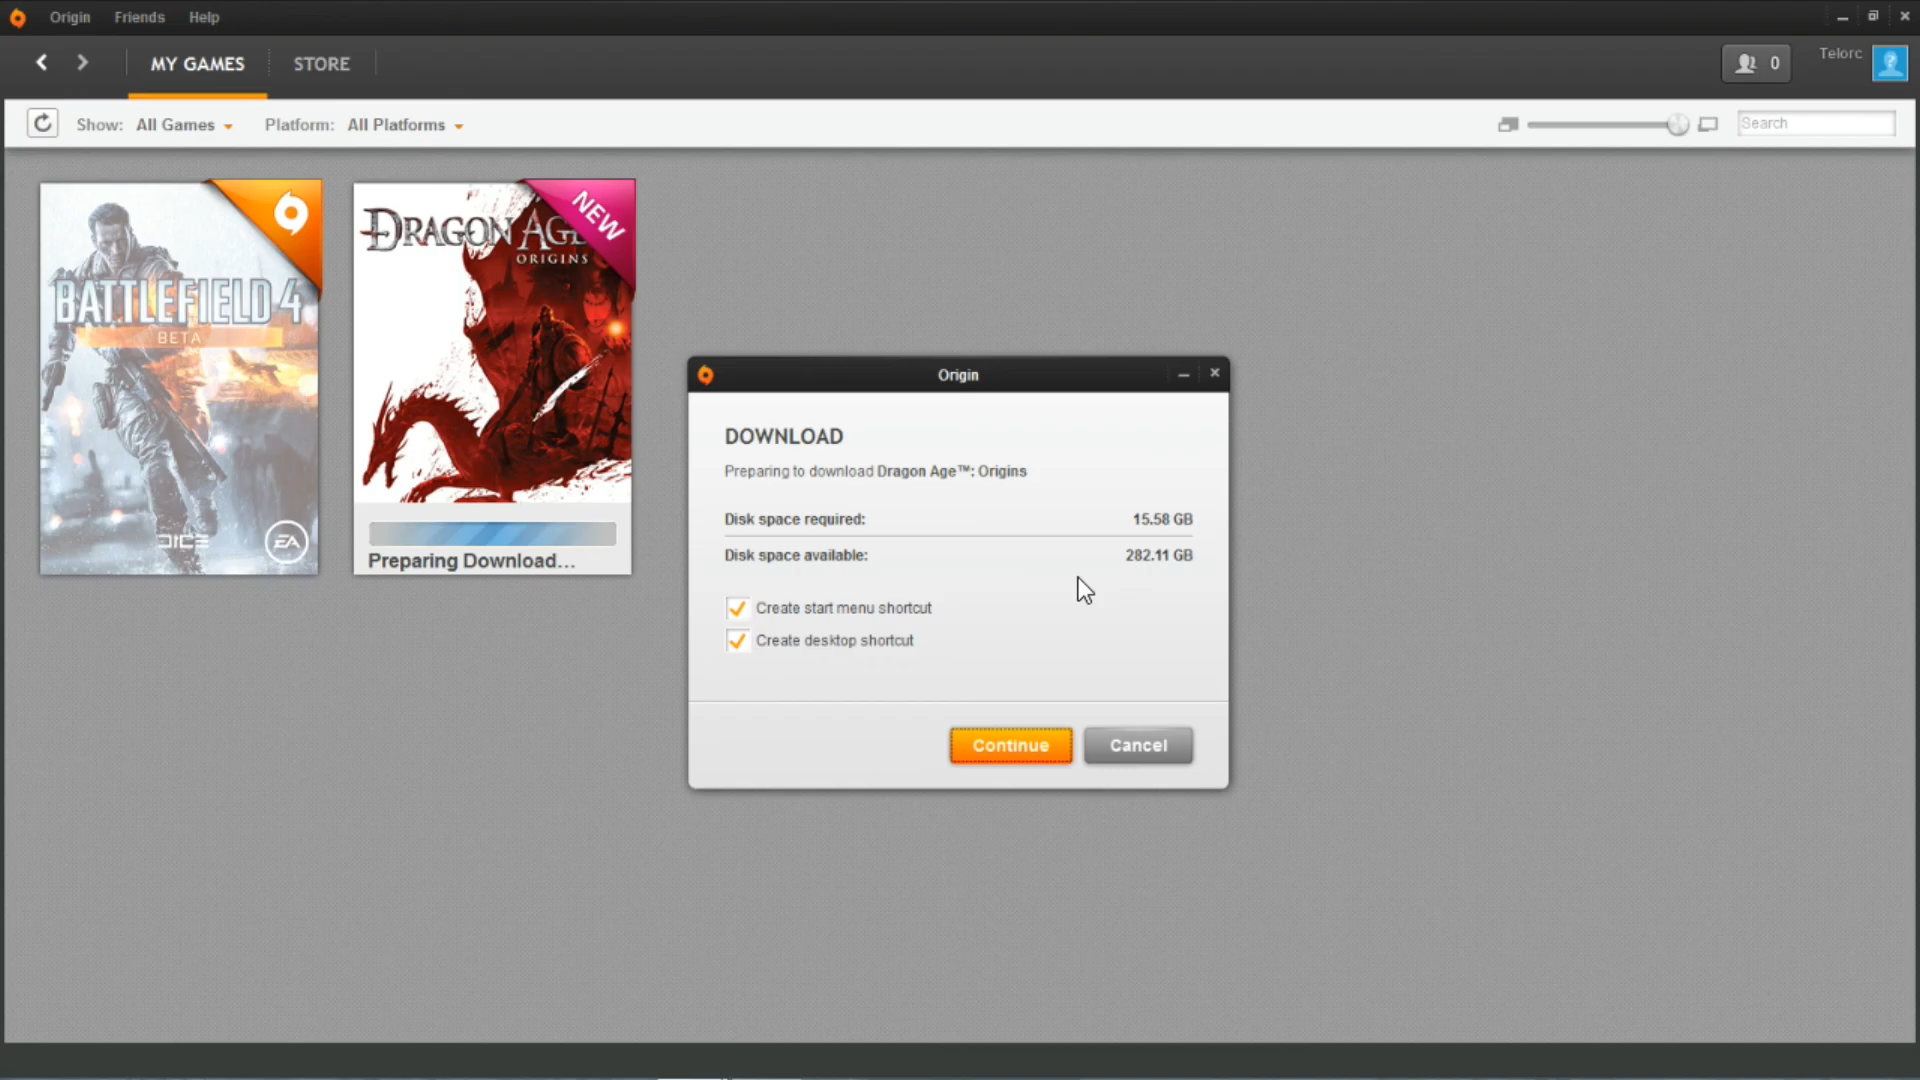 Origin Friends Help
MY GAMES STORE
0 Telorc
Show: All Games Platform: All Platforms
Search
BATTLEFIELD 4
BETA
DICE EA
NEW
DRAGON AGE
ORIGINS
Preparing Download...
Origin
DOWNLOAD
Preparing to download Dragon Age™: Origins
Disk space required: 15.58 GB
Disk space available: 282.11 GB
Create start menu shortcut
Create desktop shortcut
Continue Cancel